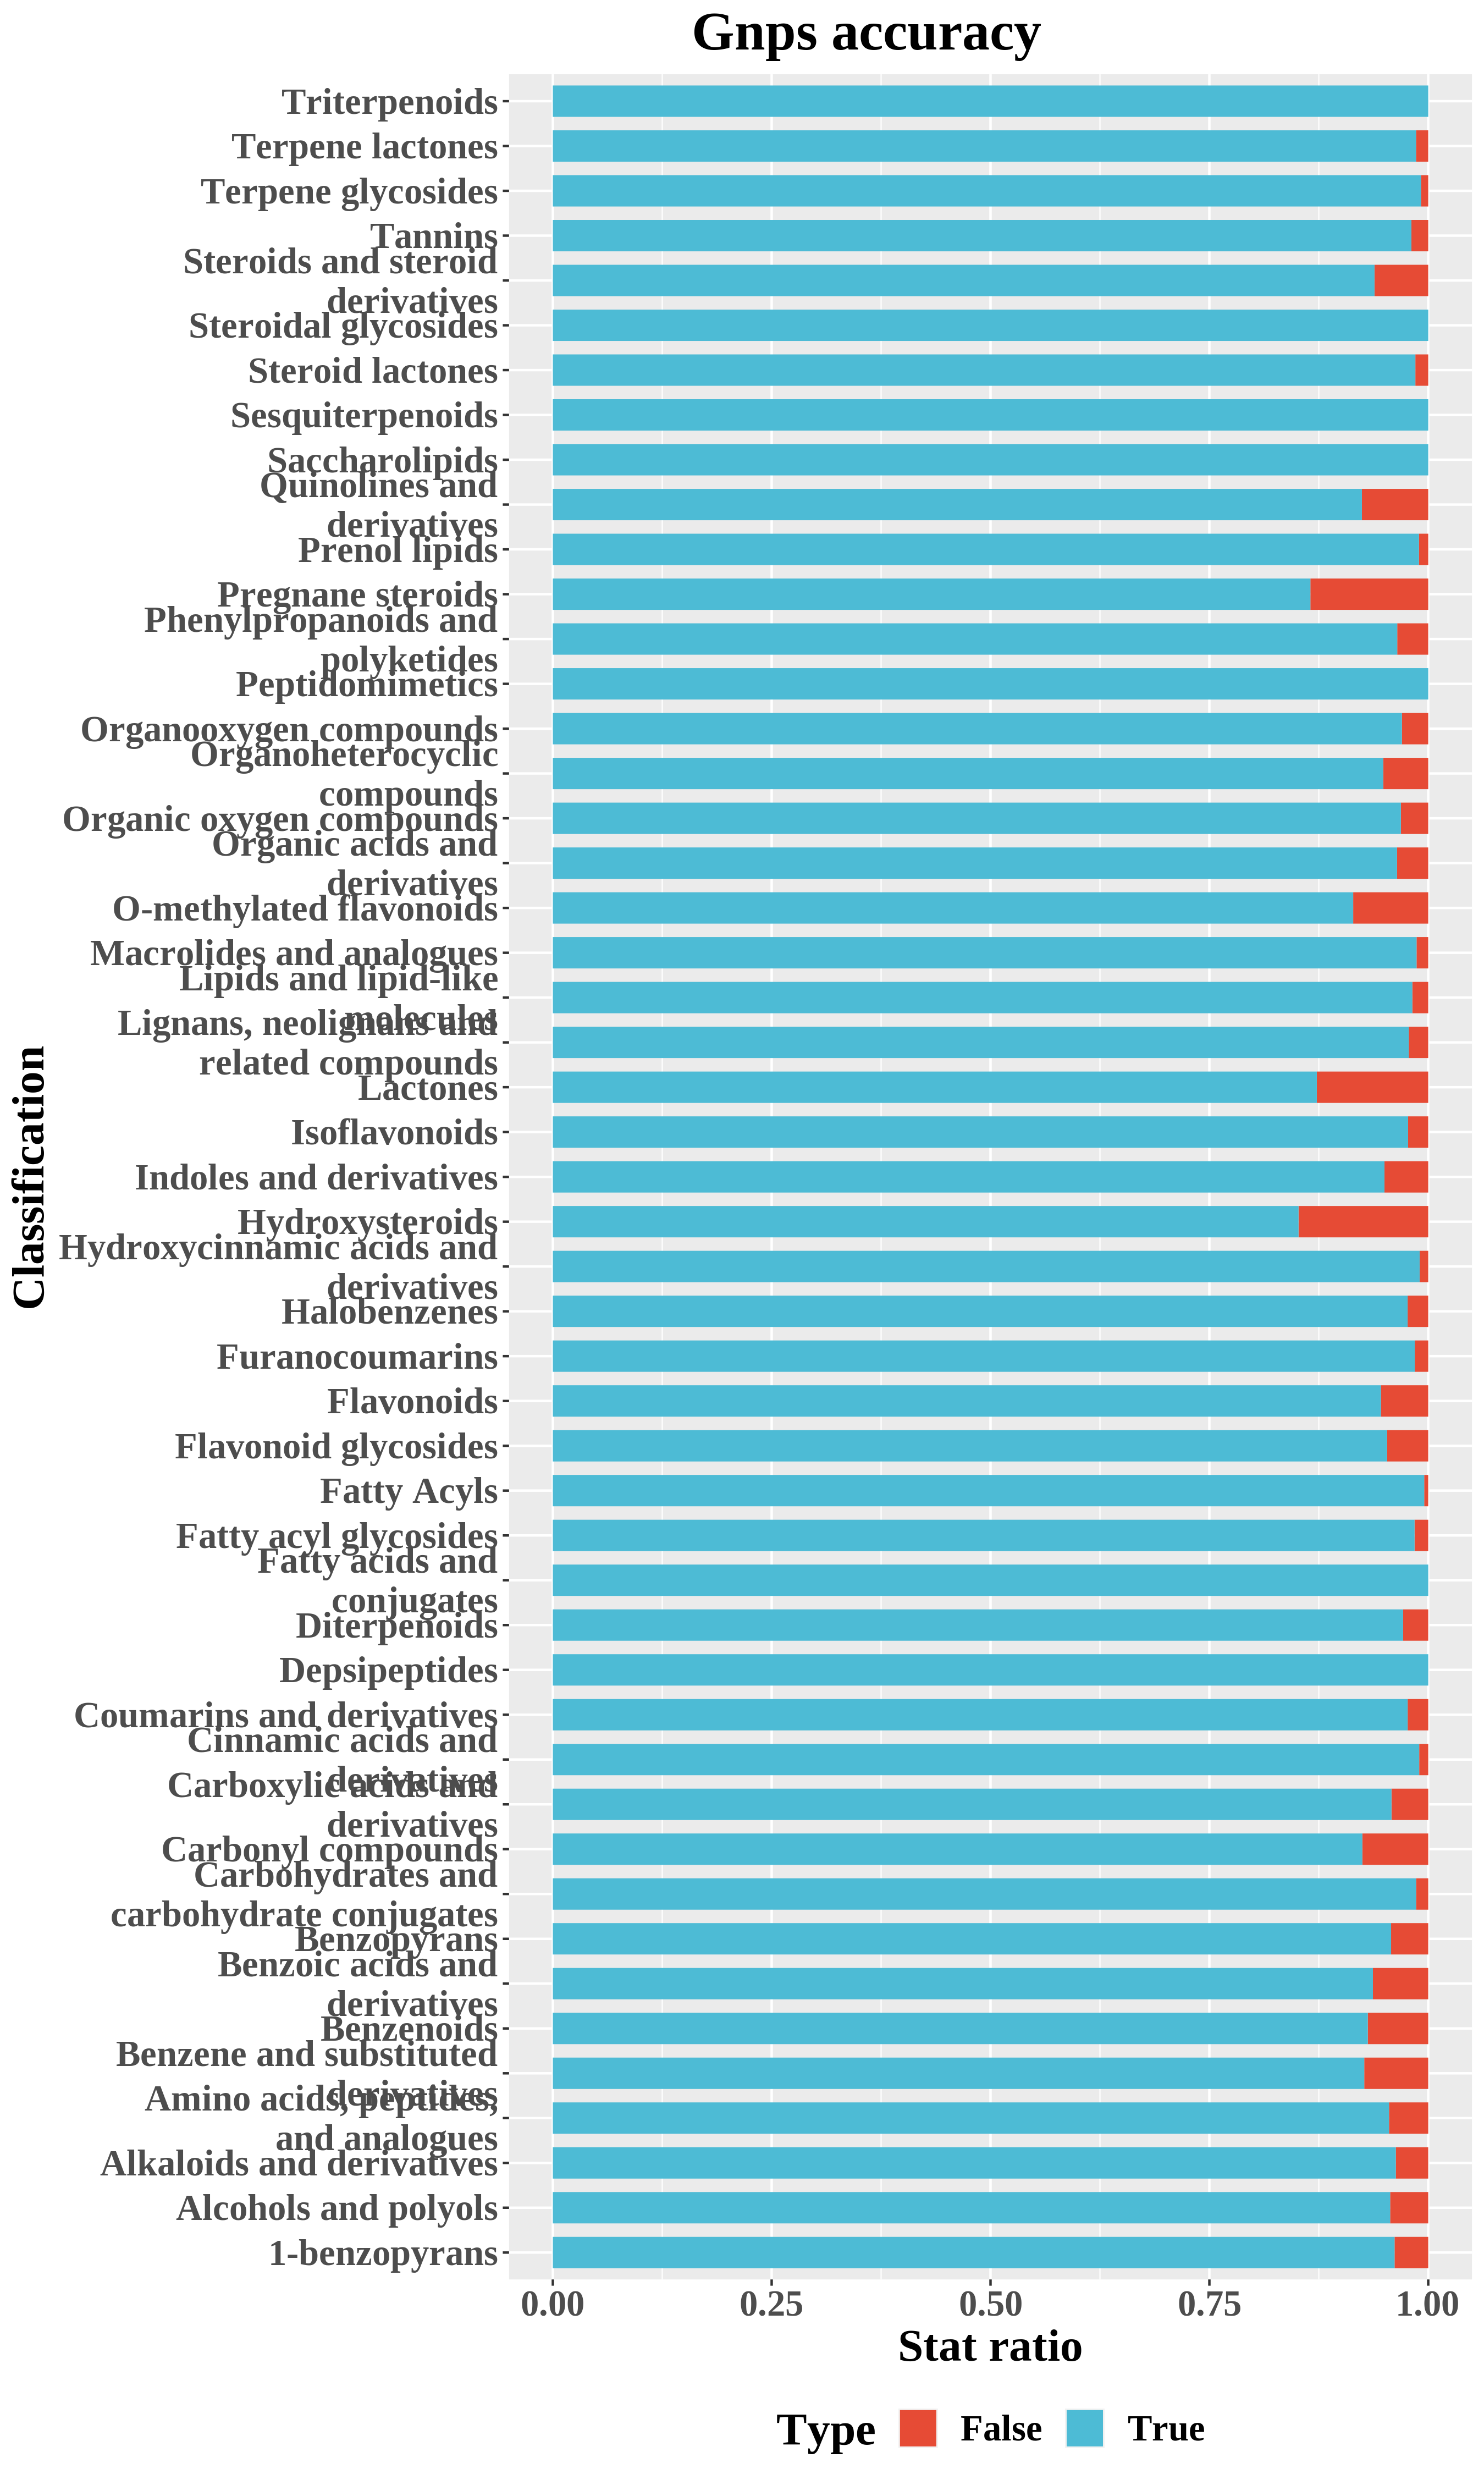 Gnps accuracy
Triterpenoids
Terpene lactones
Terpene glycosides
Tannins
Steroids and steroid
derivatives
Steroidal glycosides
Steroid lactones
Sesquiterpenoids
Saccharolipids
Quinolines and
derivatives
Prenol lipids
Pregnane steroids
Phenylpropanoids and
polyketides
Peptidomimetics
Organooxygen compounds
Organoheterocyclic
compounds
Organic oxygen compounds
Organic acids and
derivatives
O-methylated flavonoids
Macrolides and analogues
Lipids and lipid-like
molecules
Lignans, neolignans and
related compounds
Lactones
Isoflavonoids
Indoles and derivatives
Hydroxysteroids
Hydroxycinnamic acids and
derivatives
Halobenzenes
Furanocoumarins
Flavonoids
Flavonoid glycosides
Fatty Acyls
Fatty acyl glycosides
Fatty acids and
conjugates
Diterpenoids
Depsipeptides
Coumarins and derivatives
Cinnamic acids and
derivatives
Carboxylic acids and
derivatives
Carbonyl compounds
Carbohydrates and
carbohydrate conjugates
Benzopyrans
Benzoic acids and
derivatives
Benzenoids
Benzene and substituted
derivatives
Amino acids, peptides,
and analogues
Alkaloids and derivatives
Alcohols and polyols
1-benzopyrans
Classification
0.00 0.25 0.50 0.75 1.00
Stat ratio
Type False True